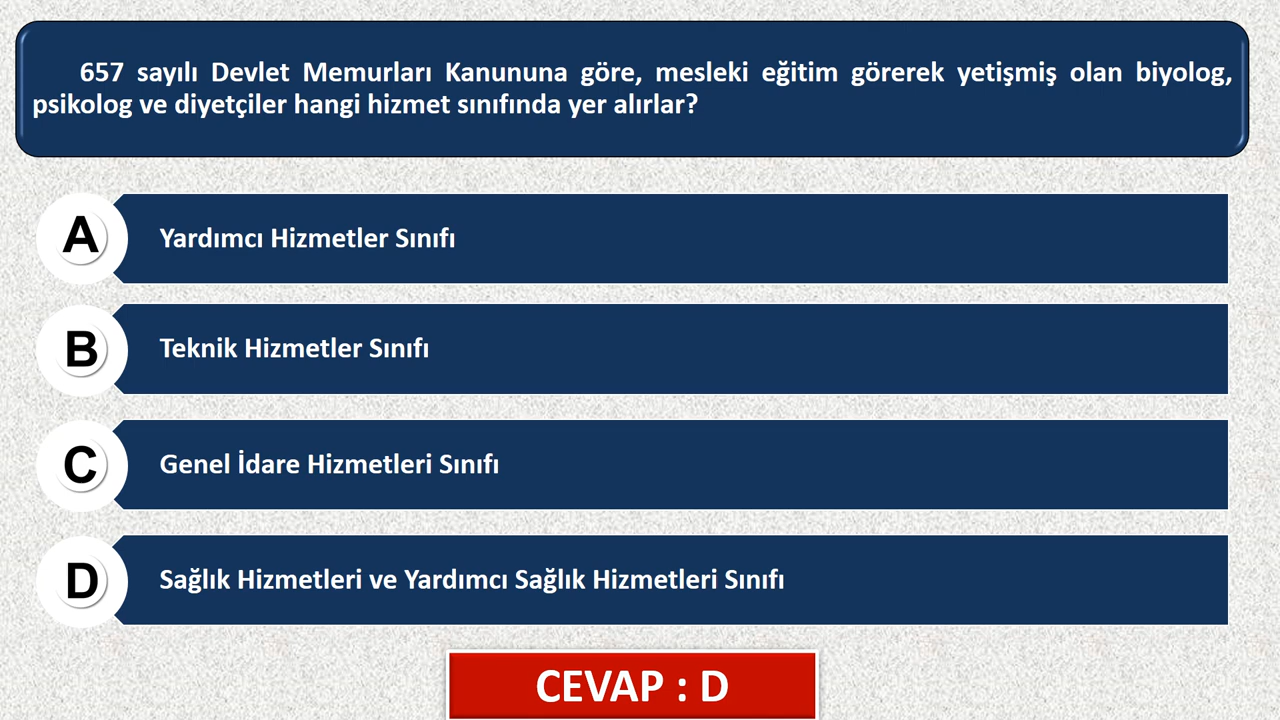 657 sayılı Devlet Memurları Kanununa göre, mesleki eğitim görerek yetişmiş olan biyolog,
psikolog ve diyetçiler hangi hizmet sınıfında yer alırlar?
A Yardımcı Hizmetler Sınıfı
B Teknik Hizmetler Sınıfı
C Genel İdare Hizmetleri Sınıfı
D Sağlık Hizmetleri ve Yardımcı Sağlık Hizmetleri Sınıfı
CEVAP : D